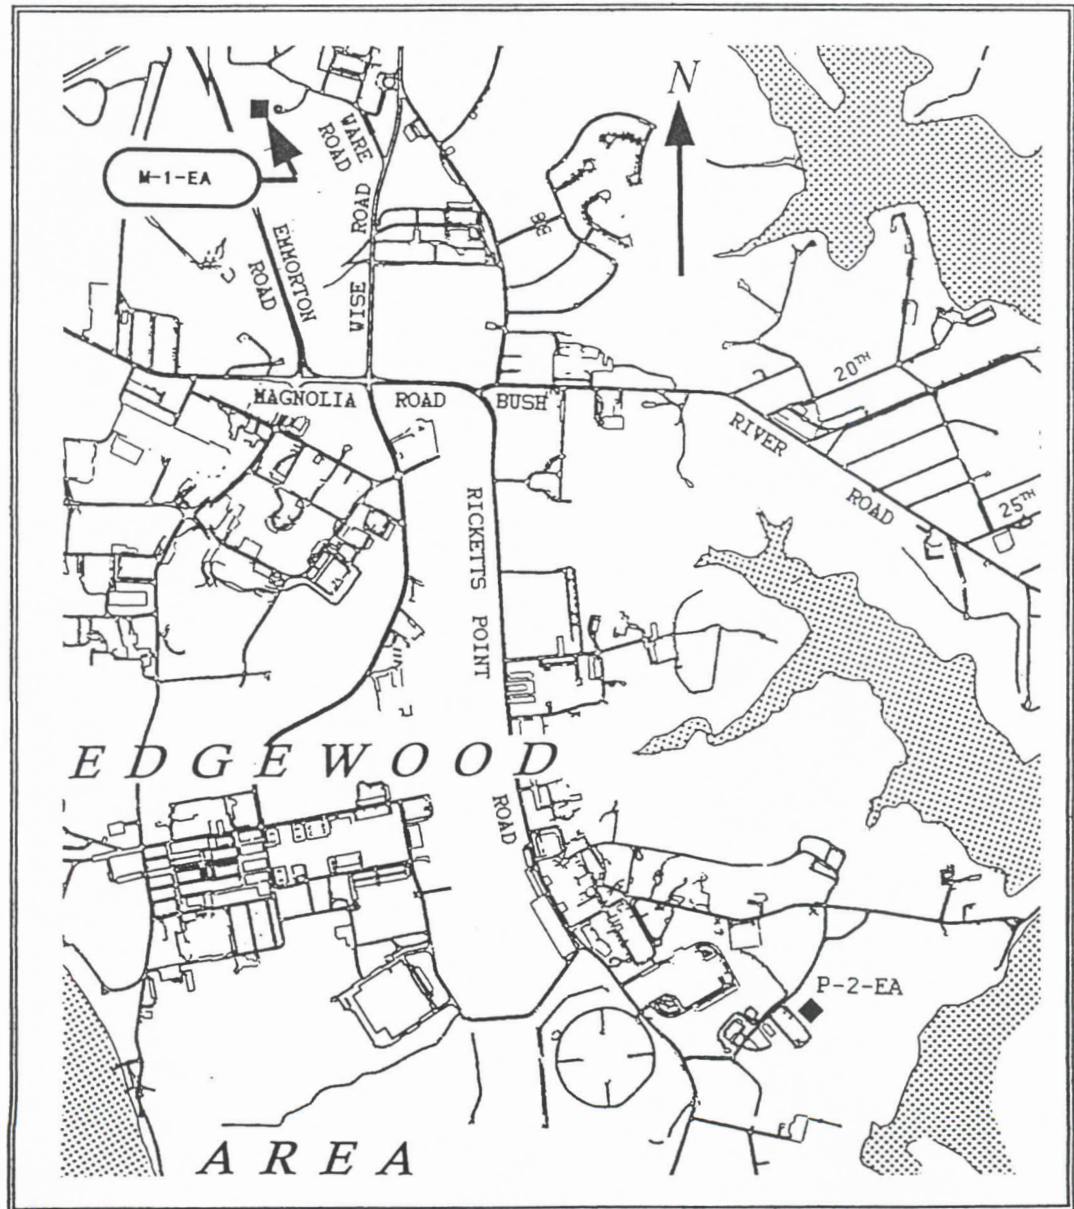 N
WARE
ROAD
M-1-EA
EMMORTON
ROAD
WISE ROAD
MAGNOLIA ROAD BUSH
RIVER
ROAD
20TH
25TH
RICKETTS POINT
EDGEWOOD
ROAD
P-2-EA
AREA